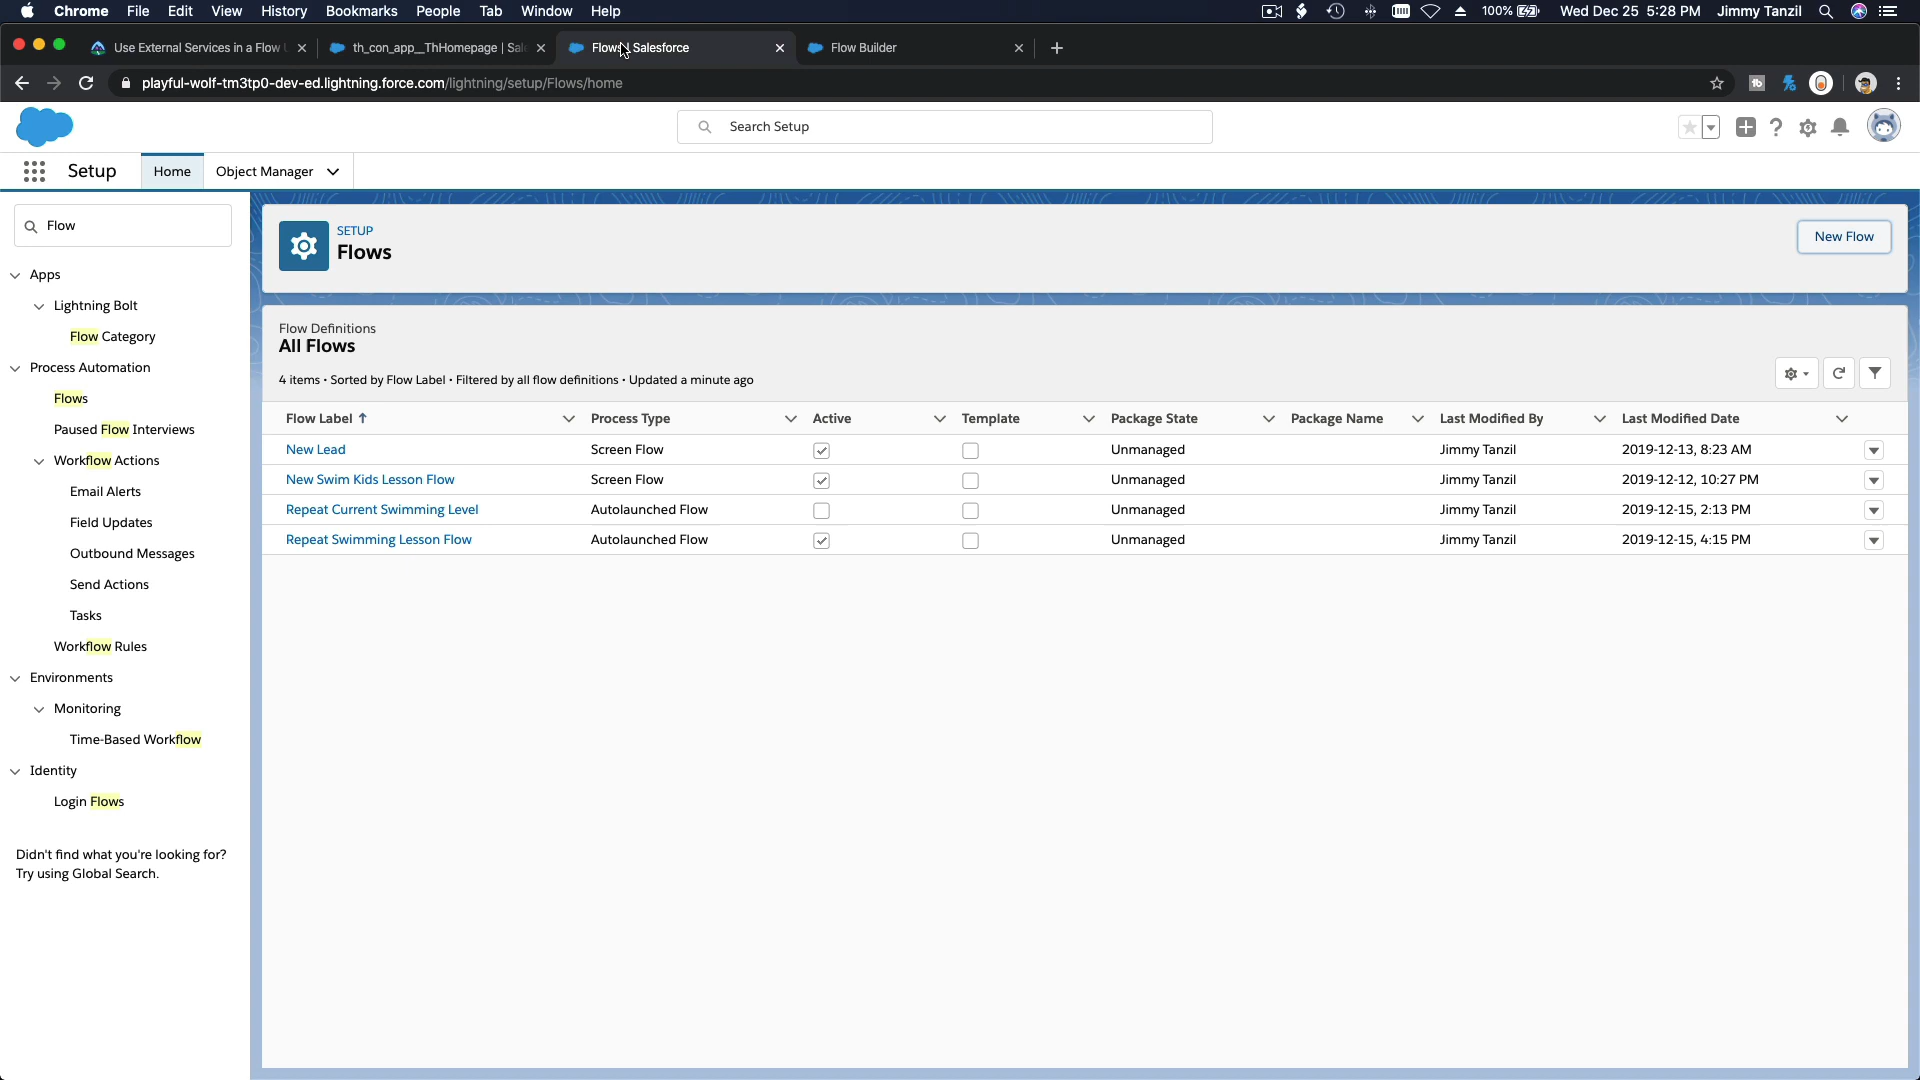 Chrome File Edit View History Bookmarks People Tab Window Help 100% Wed Dec 25 5:28 PM Jimmy Tanzil
Use External Services in a Flow th_con_app__ThHomepage | Sal Flows | Salesforce Flow Builder
playful-wolf-tm3tp0-dev-ed.lightning.force.com/lightning/setup/Flows/home
Search Setup
Setup Home Object Manager
Flow
Apps
Lightning Bolt
Flow Category
Process Automation
Flows
Paused Flow Interviews
Workflow Actions
Email Alerts
Field Updates
Outbound Messages
Send Actions
Tasks
Workflow Rules
Environments
Monitoring
Time-Based Workflow
Identity
Login Flows
Didn't find what you're looking for?
Try using Global Search.
SETUP
Flows
New Flow
Flow Definitions
All Flows
4 items • Sorted by Flow Label • Filtered by all flow definitions • Updated a minute ago
Flow Label Process Type Active Template Package State Package Name Last Modified By Last Modified Date
New Lead Screen Flow Unmanaged Jimmy Tanzil 2019-12-13, 8:23 AM
New Swim Kids Lesson Flow Screen Flow Unmanaged Jimmy Tanzil 2019-12-12, 10:27 PM
Repeat Current Swimming Level Autolaunched Flow Unmanaged Jimmy Tanzil 2019-12-15, 2:13 PM
Repeat Swimming Lesson Flow Autolaunched Flow Unmanaged Jimmy Tanzil 2019-12-15, 4:15 PM